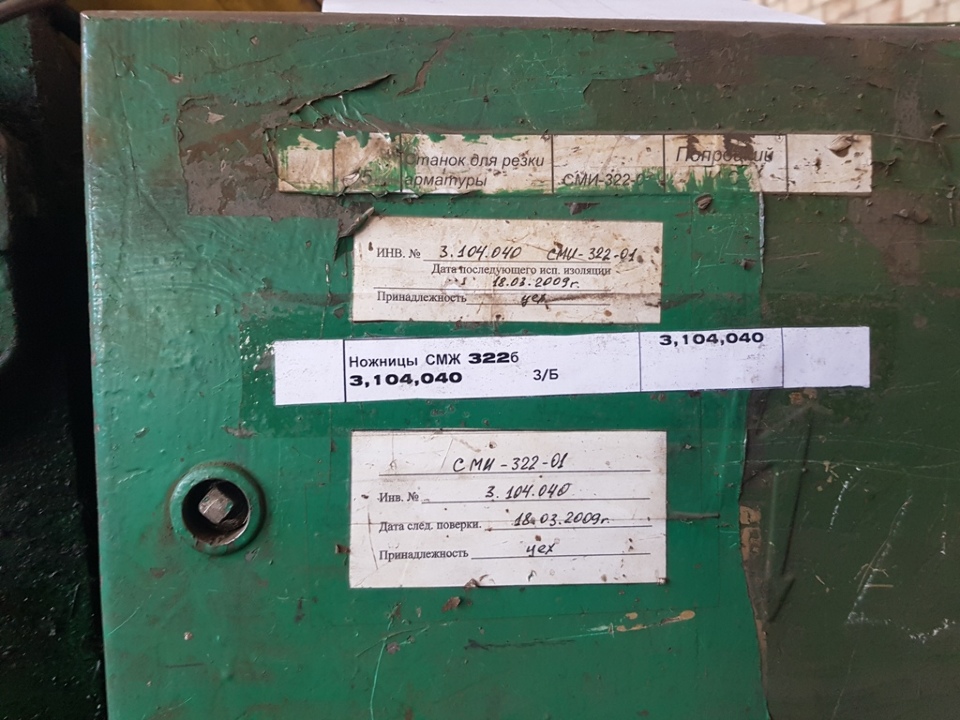 Станок для резки
арматуры
СМИ-322-0
ИНВ. № 3.104.040 СМИ-322-01
Дата последующего исп. изоляции
18.03.2009г.
Принадлежность цех
Ножницы СМЖ 322б
3,104,040 3/Б
3,104,040
СМИ-322-01
Инв. № 3.104.040
Дата след. поверки. 18.03.2009г.
Принадлежность цех